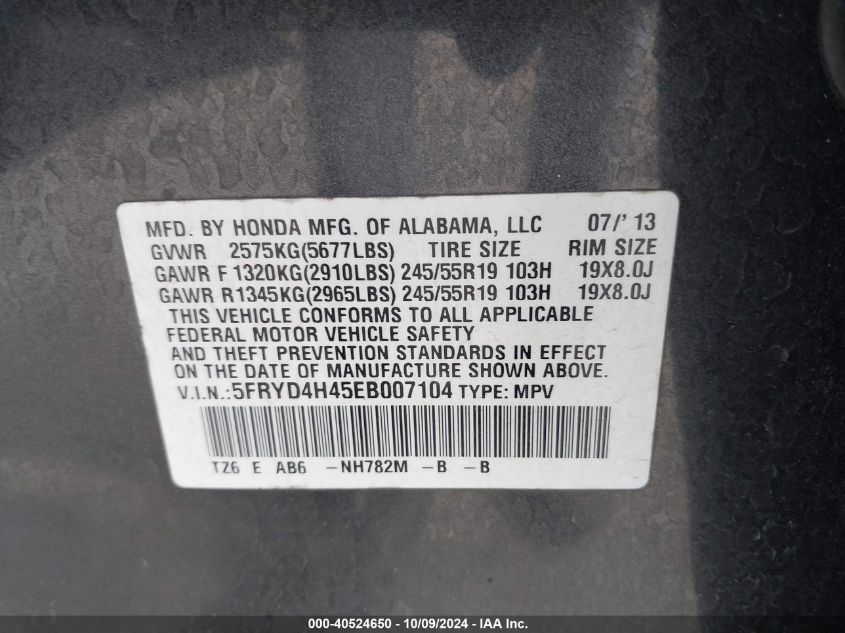 MFD. BY HONDA MFG. OF ALABAMA, LLC 07/' 13
GVWR 2575KG(5677LBS) TIRE SIZE RIM SIZE
GAWR F 1320KG(2910LBS) 245/55R19 103H 19X8.0J
GAWR R1345KG(2965LBS) 245/55R19 103H 19X8.0J
THIS VEHICLE CONFORMS TO ALL APPLICABLE
FEDERAL MOTOR VEHICLE SAFETY
AND THEFT PREVENTION STANDARDS IN EFFECT
ON THE DATE OF MANUFACTURE SHOWN ABOVE.
V.I.N.:5FRYD4H45EB007104 TYPE: MPV
TZ6 E AB6 -NH782M -B -B
000-40524650 - 10/09/2024 - IAA Inc.